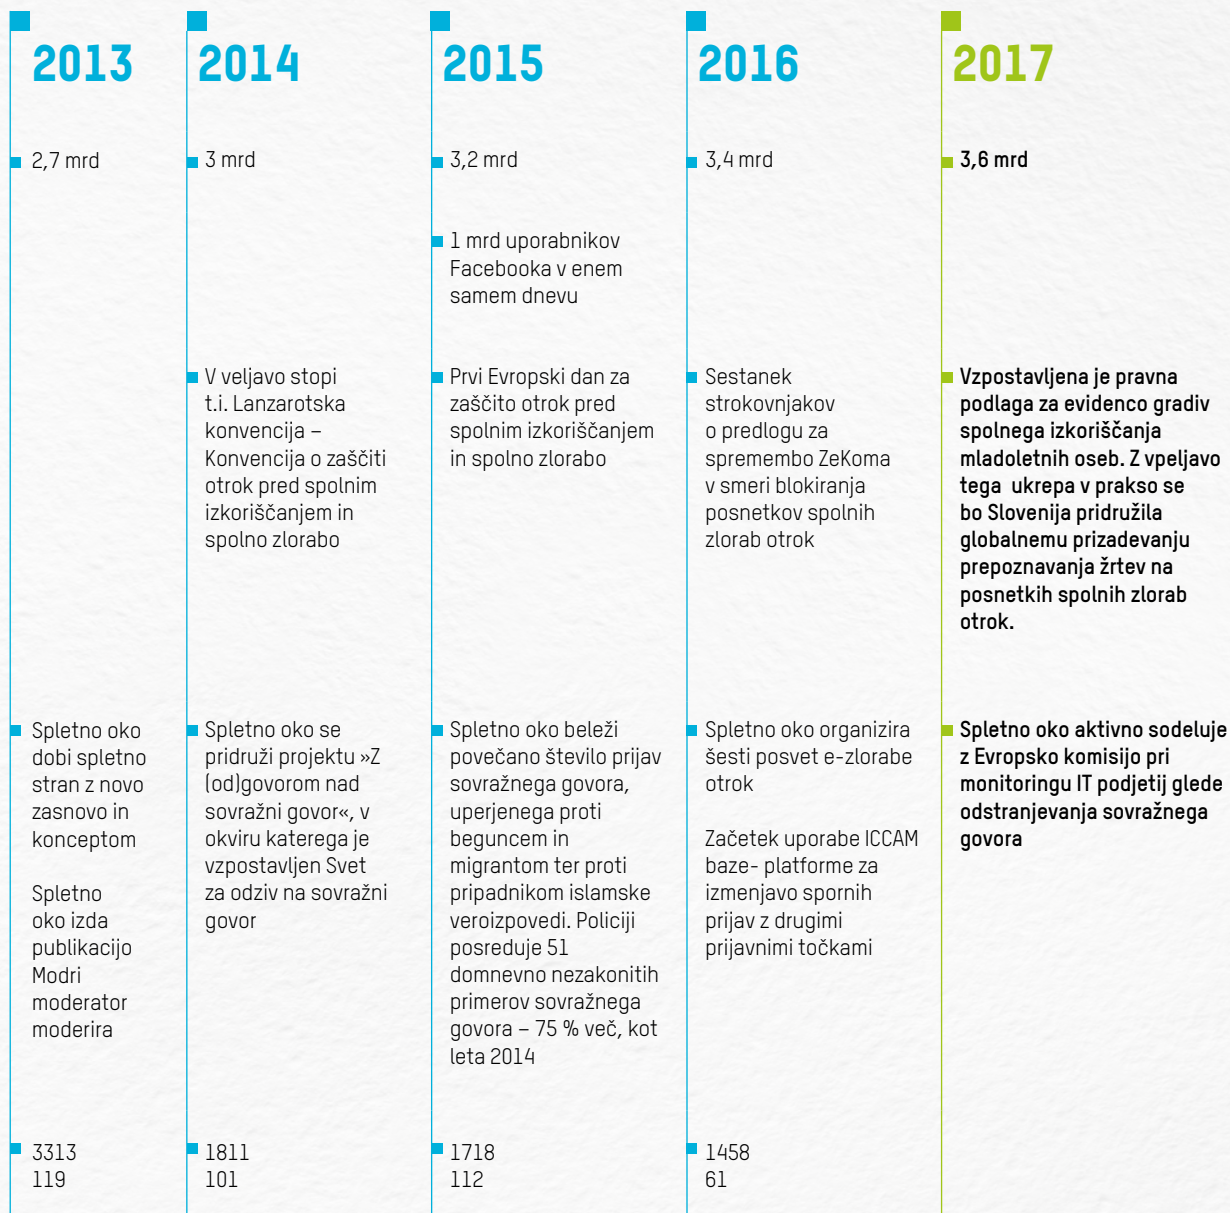 2013
2,7 mrd
Spletno oko
dobi spletno
stran z novo
zasnovo in
konceptom
Spletno
oko izda
publikacijo
Modri
moderator
moderira
3313
119
2014
3 mrd
V veljavo stopi
t.i. Lanzarotska
konvencija –
Konvencija o zaščiti
otrok pred spolnim
izkoriščanjem in
spolno zlorabo
Spletno oko se
pridruži projektu »Z
(od)govorom nad
sovražni govor«, v
okviru katerega je
vzpostavljen Svet
za odziv na sovražni
govor
1811
101
2015
3,2 mrd
1 mrd uporabnikov
Facebooka v enem
samem dnevu
Prvi Evropski dan za
zaščito otrok pred
spolnim izkoriščanjem
in spolno zlorabo
Spletno oko beleži
povečano število prijav
sovražnega govora,
uperjenega proti
beguncem in
migrantom ter proti
pripadnikom islamske
veroizpovedi. Policiji
posreduje 51
domnevno nezakonitih
primerov sovražnega
govora – 75 % več, kot
leta 2014
1718
112
2016
3,4 mrd
Sestanek
strokovnjakov
o predlogu za
spremembo ZeKoma
v smeri blokiranja
posnetkov spolnih
zlorab otrok
Spletno oko organizira
šesti posvet e-zlorabe
otrok
Začetek uporabe ICCAM
baze- platforme za
izmenjavo spornih
prijav z drugimi
prijavnimi točkami
1458
61
2017
3,6 mrd
Vzpostavljena je pravna
podlaga za evidenco gradiv
spolnega izkoriščanja
mladoletnih oseb. Z vpeljavo
tega ukrepa v prakso se
bo Slovenija pridružila
globalnemu prizadevanju
prepoznavanja žrtev na
posnetkih spolnih zlorab
otrok.
Spletno oko aktivno sodeluje
z Evropsko komisijo pri
monitoringu IT podjetij glede
odstranjevanja sovražnega
govora